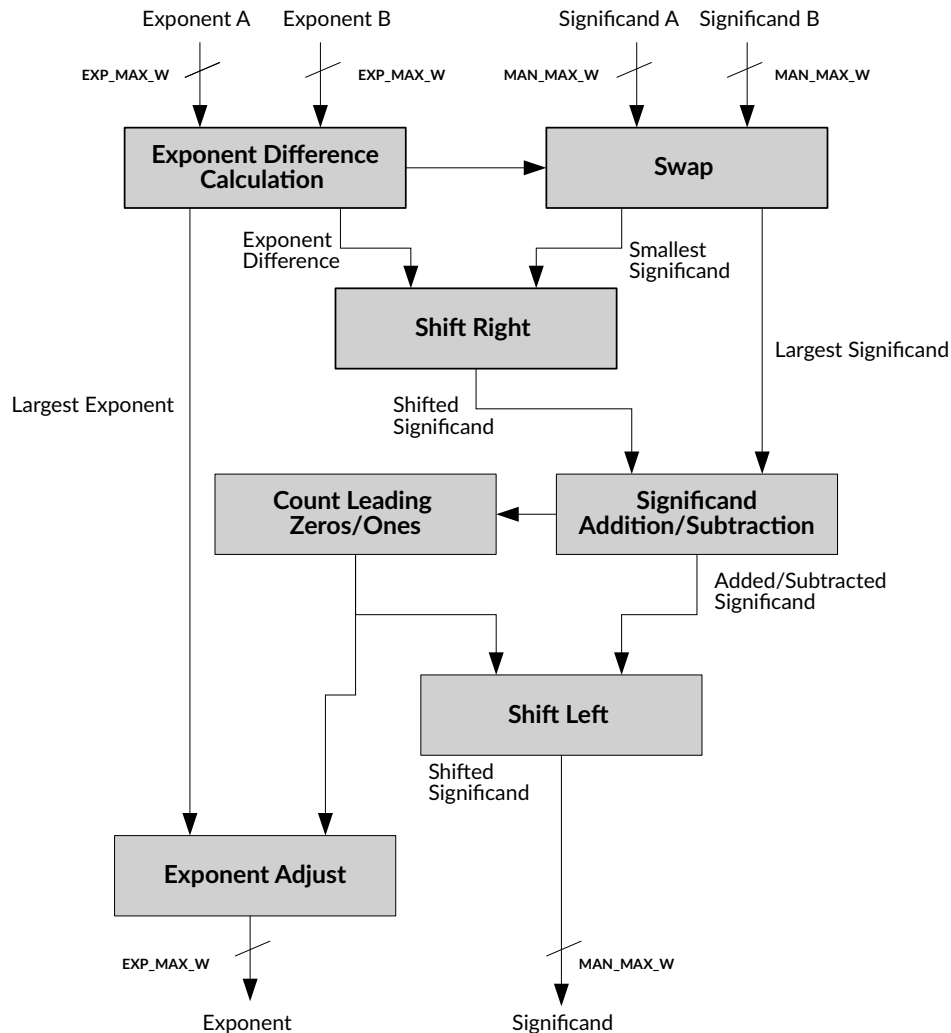 Exponent A
Exponent B
Significand A
Significand B
EXP_MAX_W
EXP_MAX_W
MAN_MAX_W
MAN_MAX_W
Exponent Difference
Calculation
Swap
Exponent
Difference
Smallest
Significand
Shift Right
Largest Significand
Largest Exponent
Shifted
Significand
Count Leading
Zeros/Ones
Significand
Addition/Subtraction
Added/Subtracted
Significand
Shift Left
Shifted
Significand
Exponent Adjust
EXP_MAX_W
MAN_MAX_W
Exponent
Significand